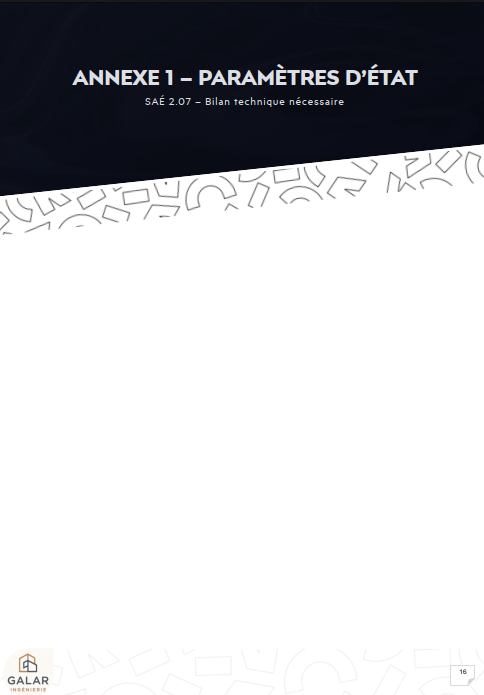 ANNEXE 1 – PARAMÈTRES D’ÉTAT
SAÉ 2.07 – Bilan technique nécessaire
GALAR
INGÉNIERIE
16